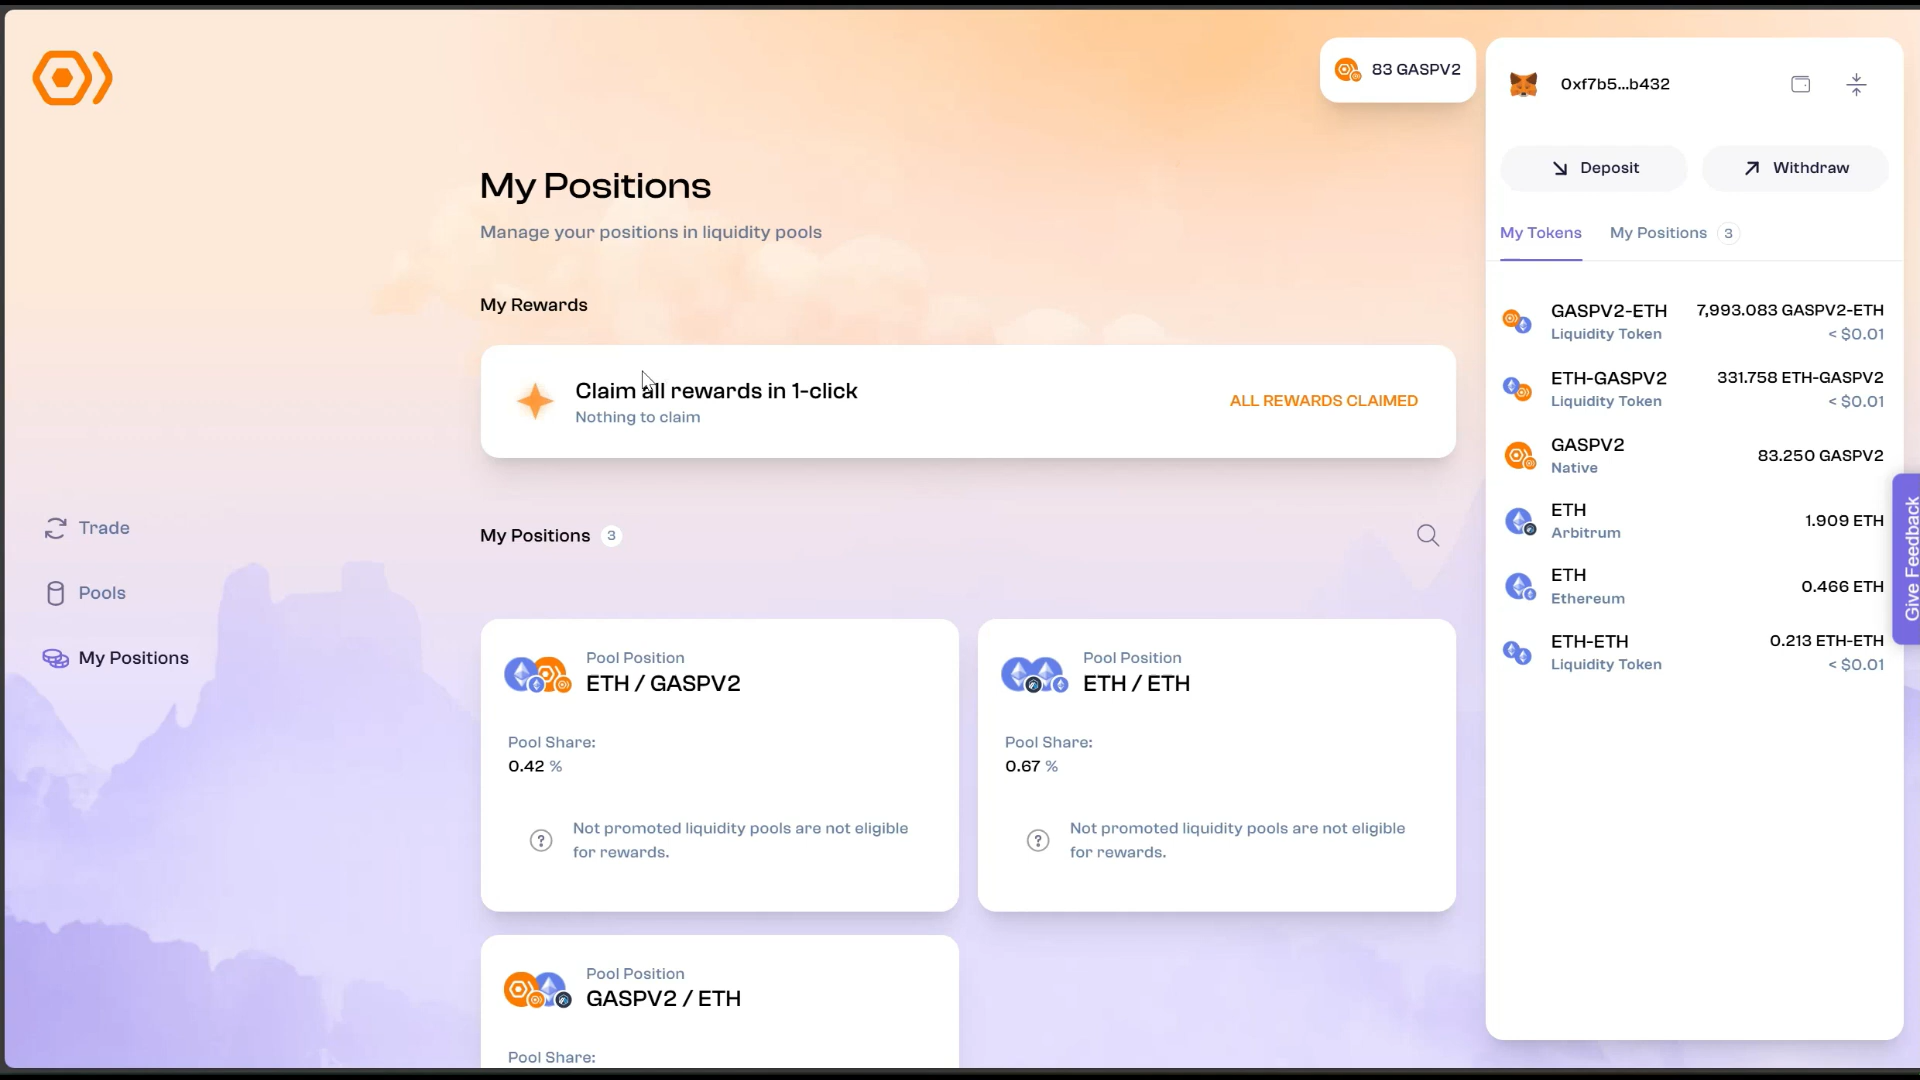 83 GASPV2
0xf7b5...b432
Deposit
Withdraw
My Tokens
My Positions 3
GASPV2-ETH 7,993.083 GASPV2-ETH
Liquidity Token < $0.01
ETH-GASPV2 331.758 ETH-GASPV2
Liquidity Token < $0.01
GASPV2
Native
83.250 GASPV2
ETH
Arbitrum
1.909 ETH
ETH
Ethereum
0.466 ETH
ETH-ETH 0.213 ETH-ETH
Liquidity Token < $0.01
Give Feedback
Trade
Pools
My Positions
My Positions
Manage your positions in liquidity pools
My Rewards
Claim all rewards in 1-click
Nothing to claim
ALL REWARDS CLAIMED
My Positions 3
Pool Position
ETH / GASPV2
Pool Share:
0.42 %
? Not promoted liquidity pools are not eligible
for rewards.
Pool Position
ETH / ETH
Pool Share:
0.67 %
? Not promoted liquidity pools are not eligible
for rewards.
Pool Position
GASPV2 / ETH
Pool Share: